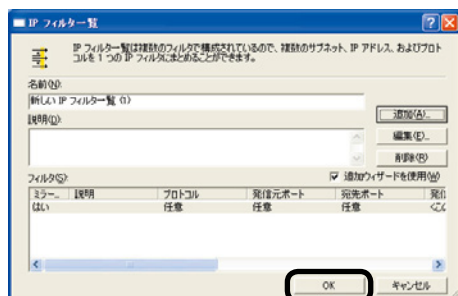 IP フィルタ一覧
IP フィルタ一覧は複数のフィルタで構成されているので、複数のサブネット、IP アドレス、およびプロト
コルを 1 つの IP フィルタにまとめることができます。
名前(N):
新しい IP フィルタ一覧 (1)
追加(A)...
説明(D):
編集(E)...
削除(R)
フィルタ(S):
追加ウィザードを使用(W)
ミラー... 説明 プロトコル 発信元ポート 宛先ポート 発信
はい 任意 任意 任意
OK キャンセル